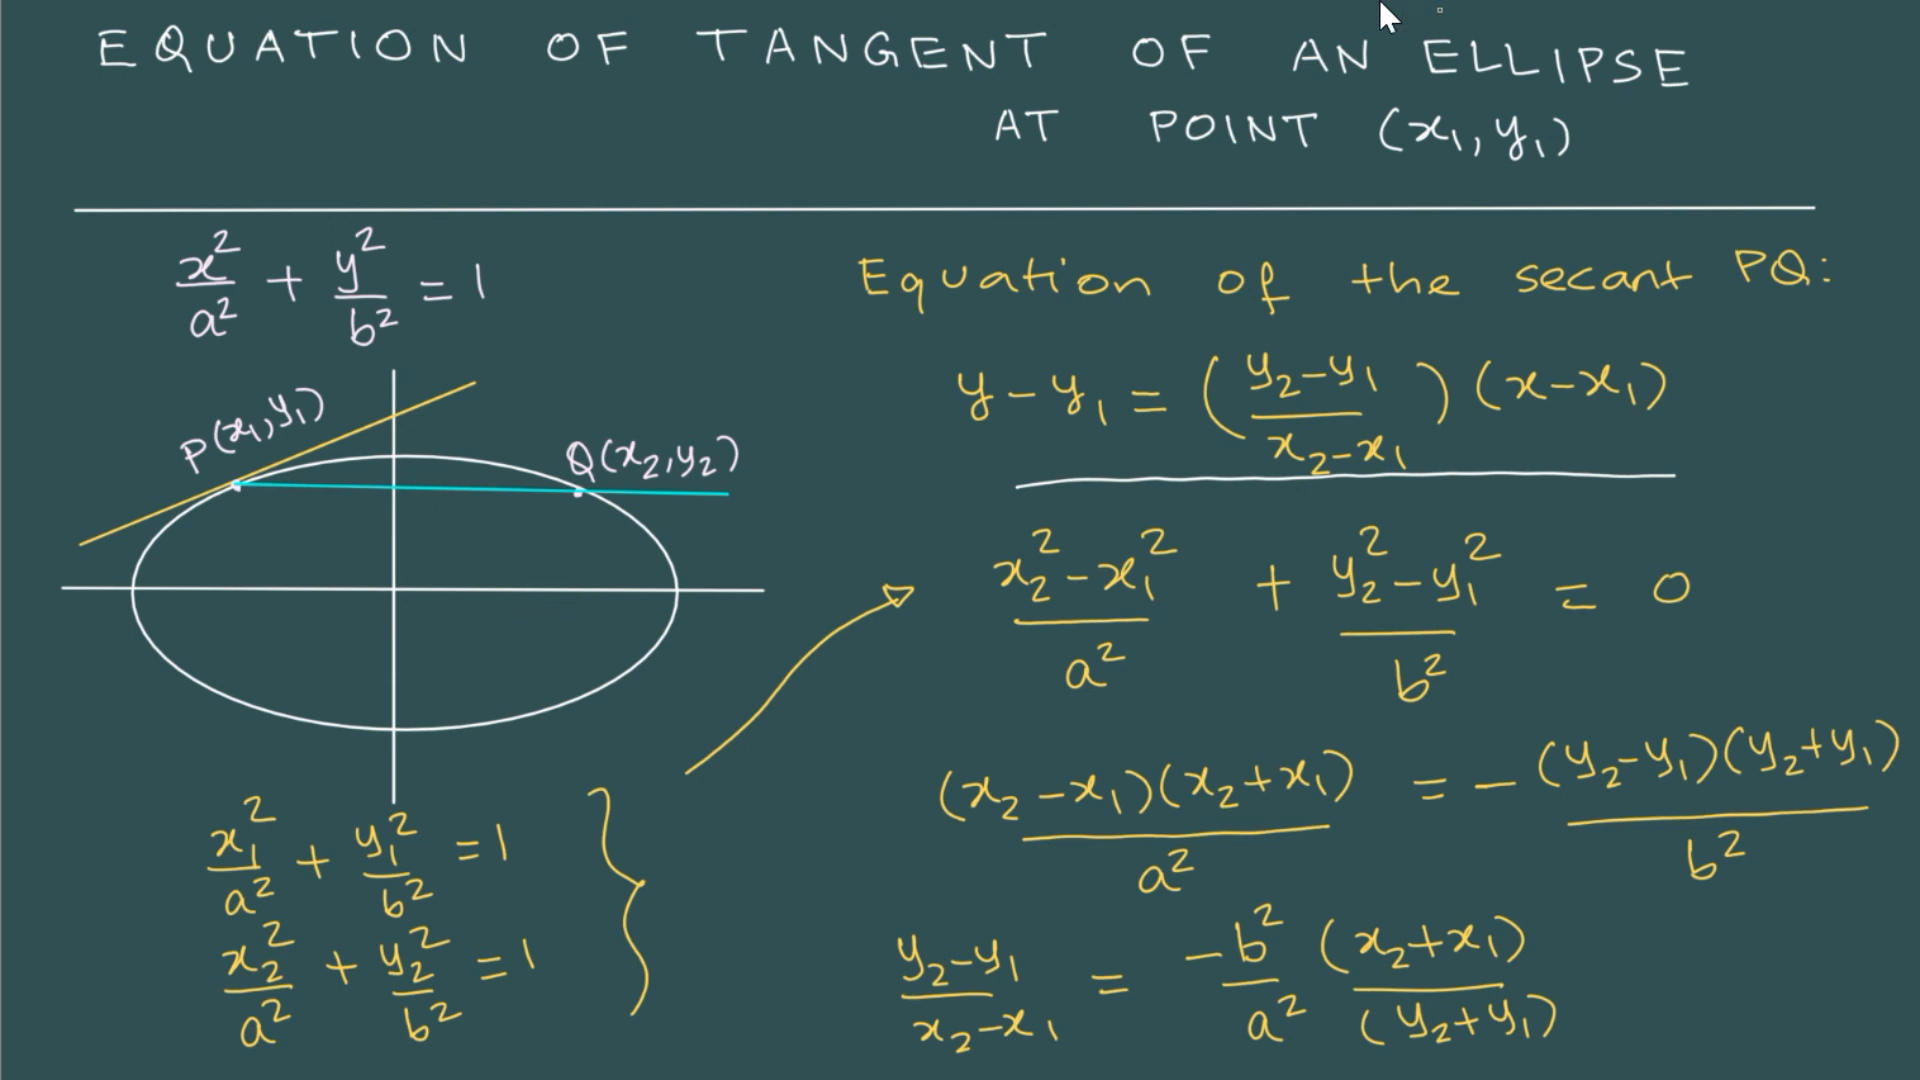 EQUATION OF TANGENT OF AN ELLIPSE
AT POINT (x₁, y₁)
x²/a² + y²/b² = 1
P(x₁, y₁)
Q(x₂, y₂)
x₁²/a² + y₁²/b² = 1
x₂²/a² + y₂²/b² = 1
Equation of the secant PQ:
y - y₁ = ((y₂ - y₁)/(x₂ - x₁)) (x - x₁)
(x₂² - x₁²)/a² + (y₂² - y₁²)/b² = 0
(x₂ - x₁)(x₂ + x₁)/a² = - (y₂ - y₁)(y₂ + y₁)/b²
(y₂ - y₁)/(x₂ - x₁) = -b²/a² (x₂ + x₁)/(y₂ + y₁)